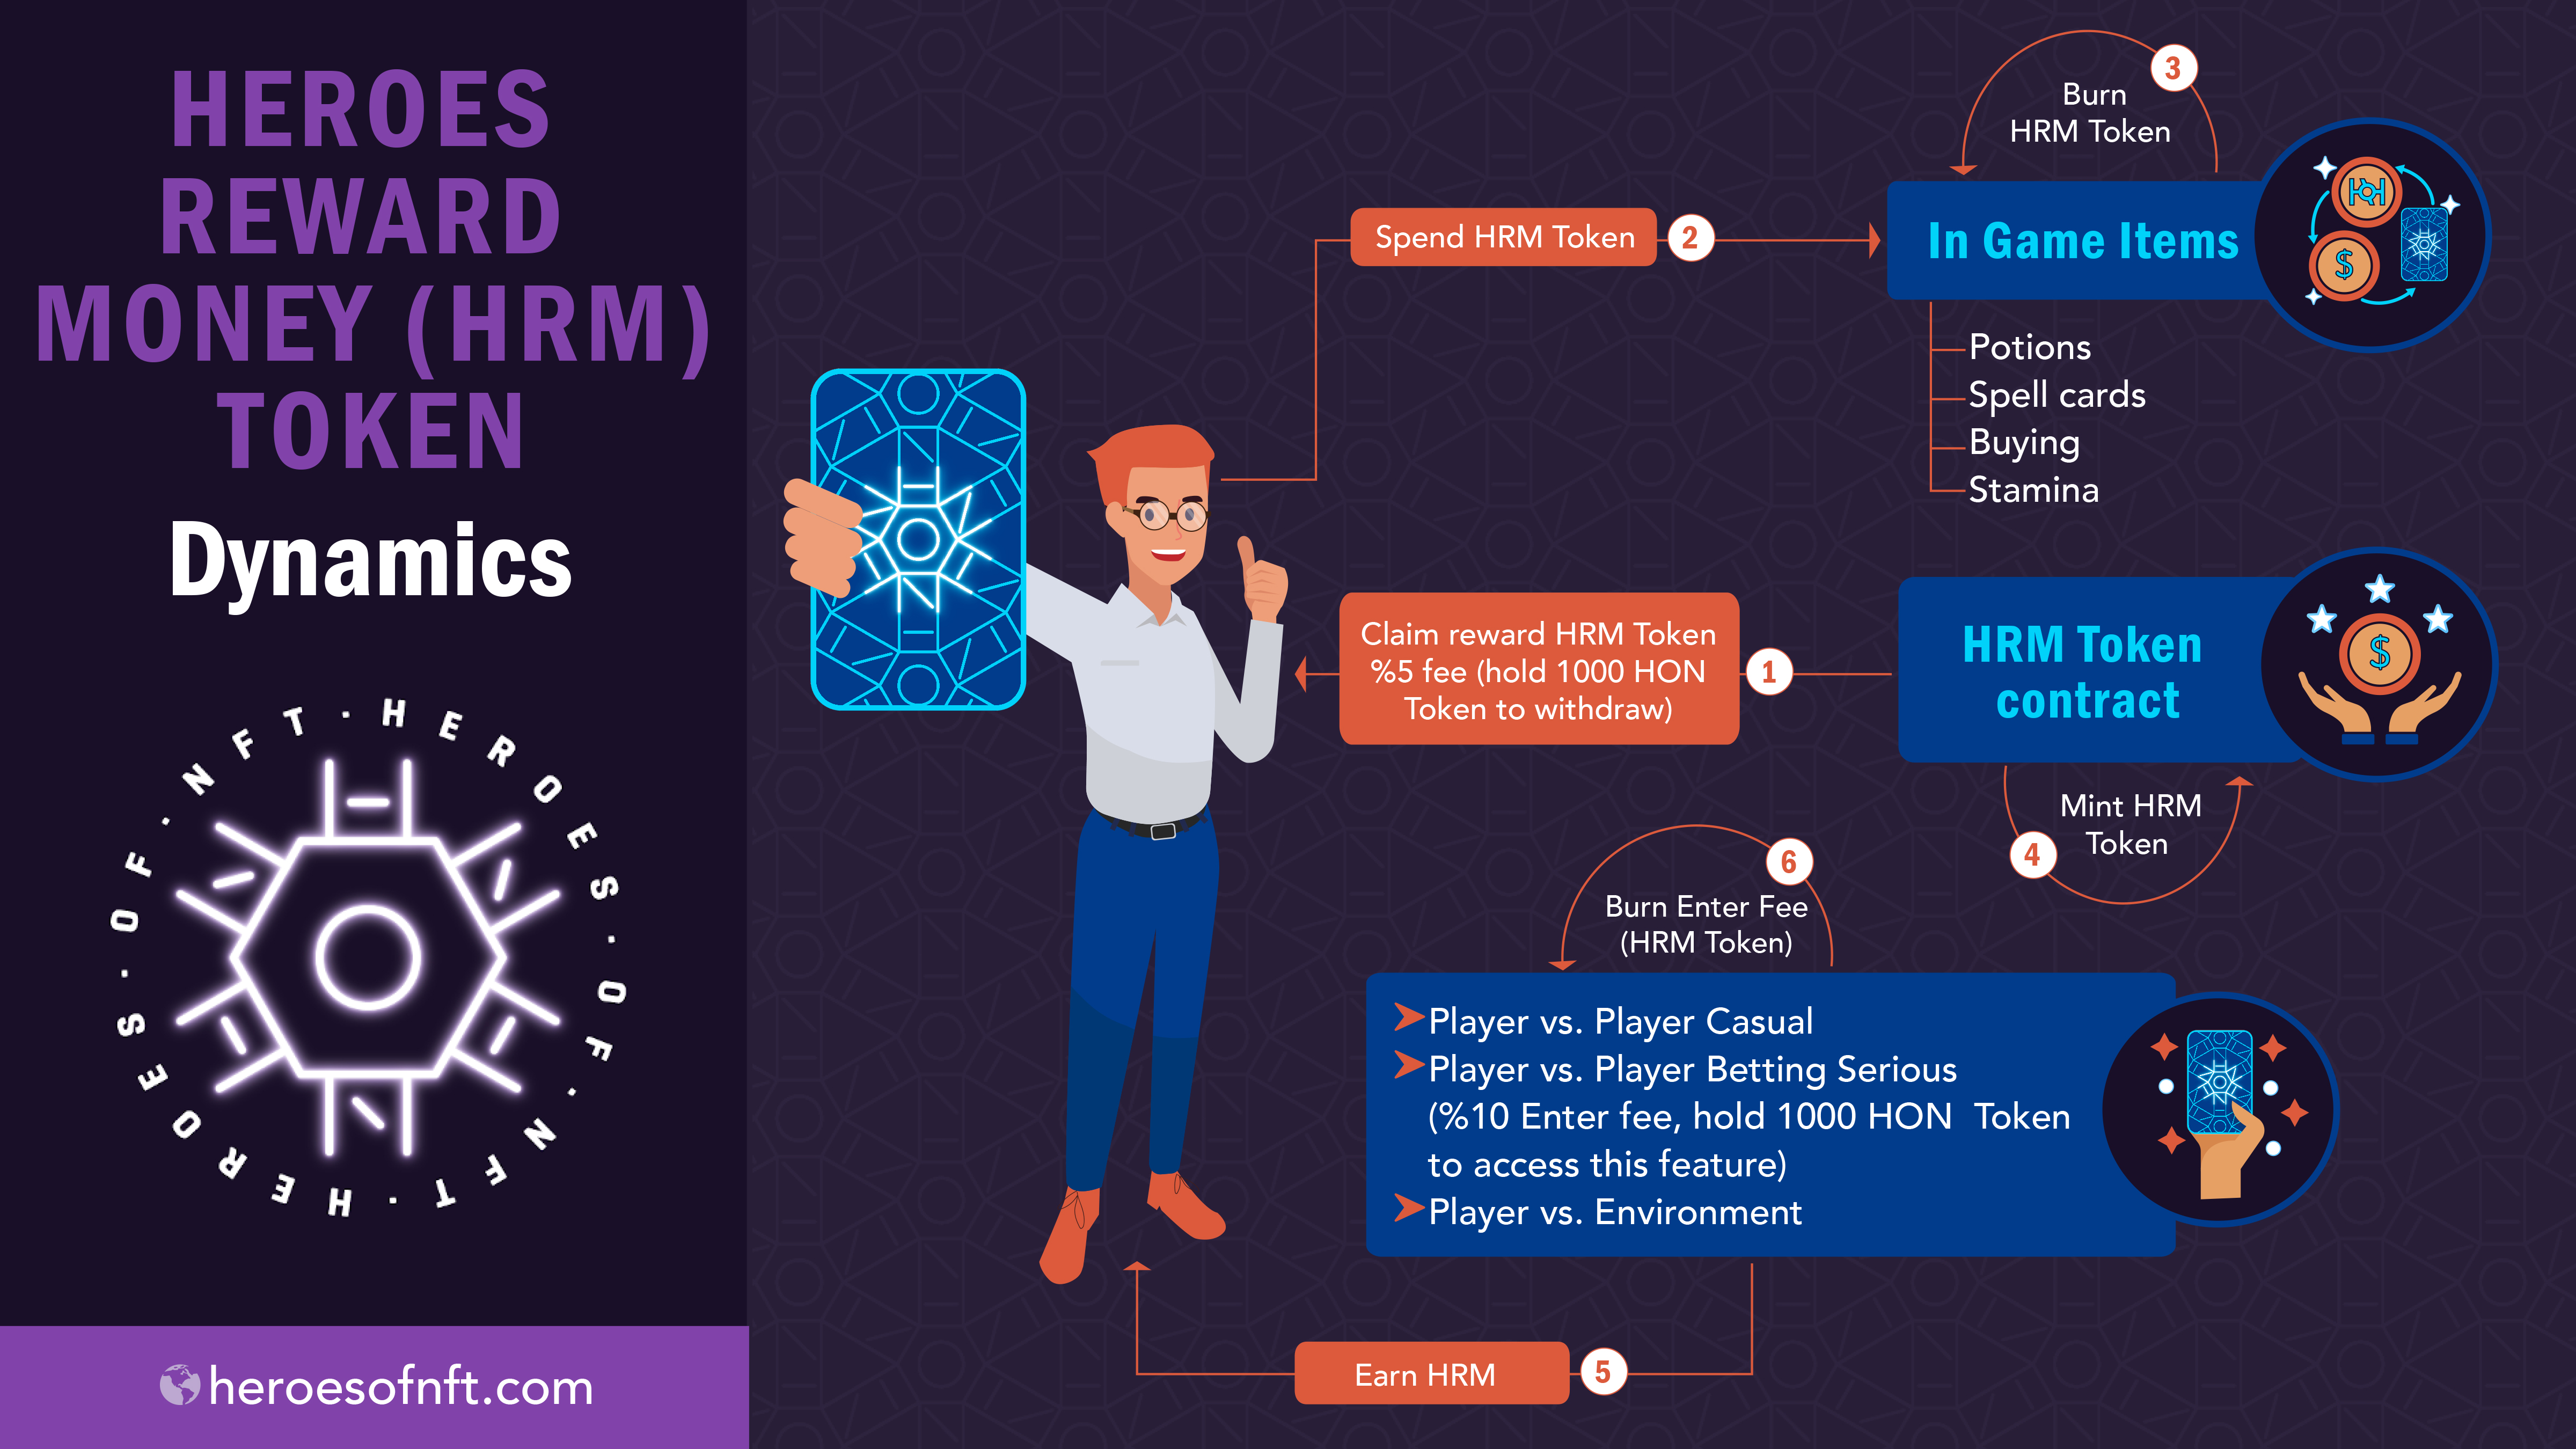 HEROES
REWARD
MONEY (HRM)
TOKEN
Dynamics
HEROES · OF · NFT · HEROES · OF · NFT ·
heroesofnft.com
3
Burn
HRM Token
Spend HRM Token
2
In Game Items
Potions
Spell cards
Buying
Stamina
Claim reward HRM Token
%5 fee (hold 1000 HON
Token to withdraw)
1
HRM Token
contract
Mint HRM
Token
4
6
Burn Enter Fee
(HRM Token)
Player vs. Player Casual
Player vs. Player Betting Serious
(%10 Enter fee, hold 1000 HON Token
to access this feature)
Player vs. Environment
Earn HRM
5